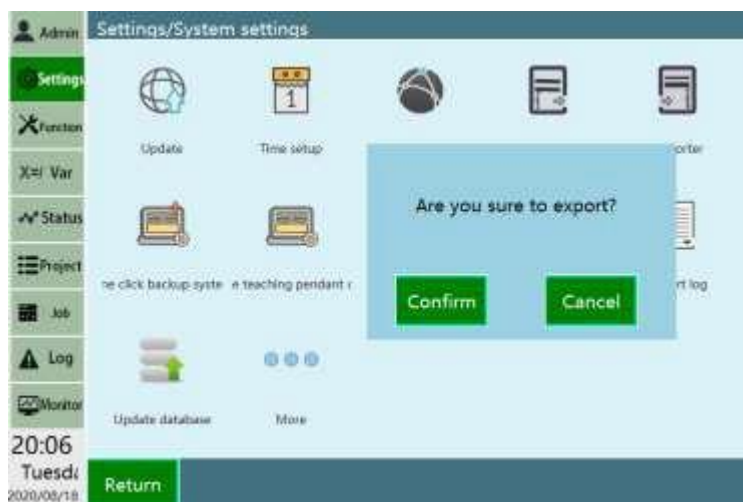 Admin
Settings/System settings
Settings
Function
X=/ Var
Status
Project
Job
Log
Monitor
20:06
Tuesd
2020/08/18
1
Update
Time setup
orter
Are you sure to export?
Confirm
Cancel
ne click backup syste
e teaching pendant
rt log
Update database
More
Return